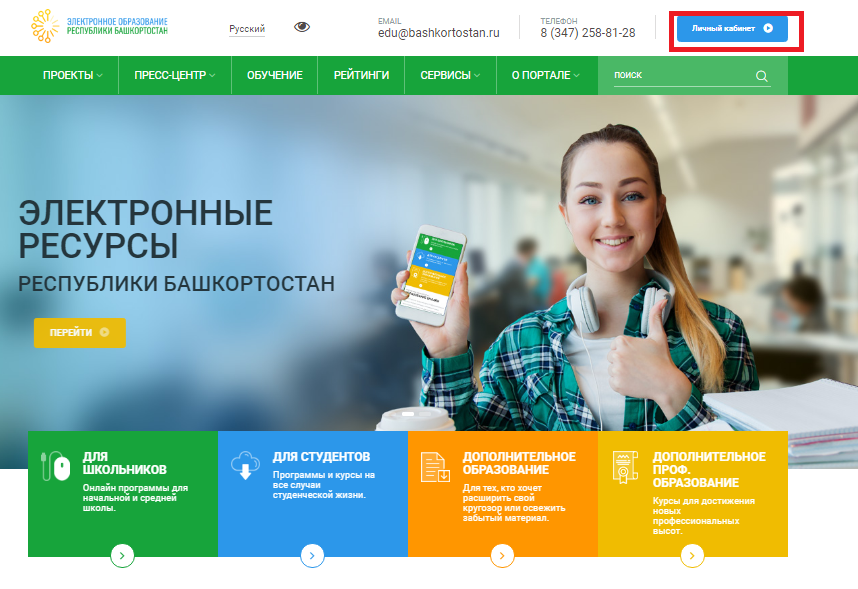 ЭЛЕКТРОННОЕ ОБРАЗОВАНИЕ
РЕСПУБЛИКИ БАШКОРТОСТАН
Русский
EMAIL
edu@bashkortostan.ru
ТЕЛЕФОН
8 (347) 258-81-28
Личный кабинет
ПРОЕКТЫ
ПРЕСС-ЦЕНТР
ОБУЧЕНИЕ
РЕЙТИНГИ
СЕРВИСЫ
О ПОРТАЛЕ
ПОИСК
ЭЛЕКТРОННЫЕ
РЕСУРСЫ
РЕСПУБЛИКИ БАШКОРТОСТАН
ПЕРЕЙТИ
ДЛЯ
ШКОЛЬНИКОВ
Онлайн программы для
начальной и средней
школы.
ДЛЯ СТУДЕНТОВ
Программы и курсы на
все случаи
студенческой жизни.
ДОПОЛНИТЕЛЬНОЕ
ОБРАЗОВАНИЕ
Для тех, кто хочет
расширить свой
кругозор или освежить
забытый материал.
ДОПОЛНИТЕЛЬНОЕ
ПРОФ.
ОБРАЗОВАНИЕ
Курсы для достижения
новых
профессиональных
высот.